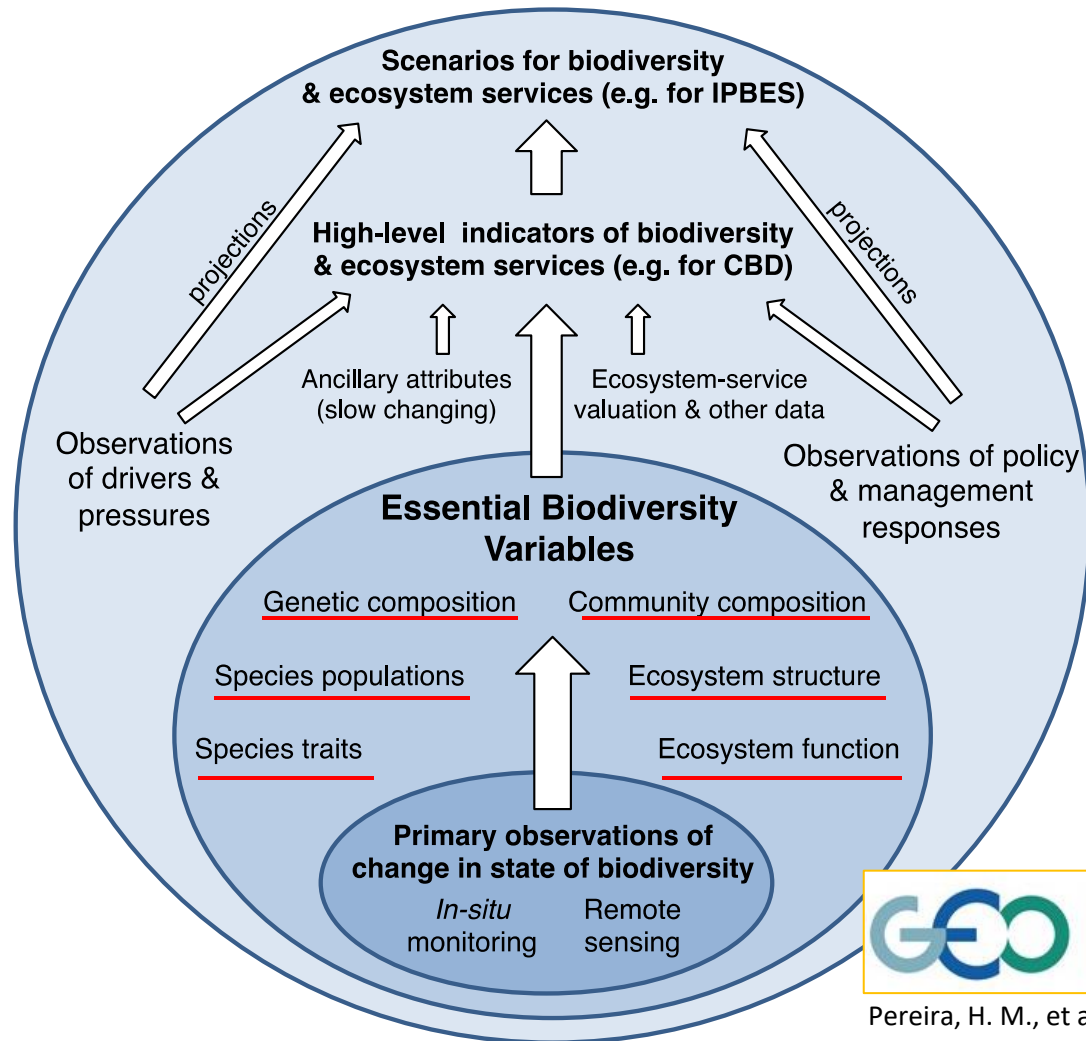 Scenarios for biodiversity
& ecosystem services (e.g. for IPBES)
projections
projections
High-level indicators of biodiversity
& ecosystem services (e.g. for CBD)
Ancillary attributes
(slow changing)
Ecosystem-service
valuation & other data
Observations
of drivers &
pressures
Observations of policy
& management
responses
Essential Biodiversity
Variables
Genetic composition
Community composition
Species populations
Ecosystem structure
Species traits
Ecosystem function
Primary observations of
change in state of biodiversity
In-situ
monitoring
Remote
sensing
GEO
Pereira, H. M., et a